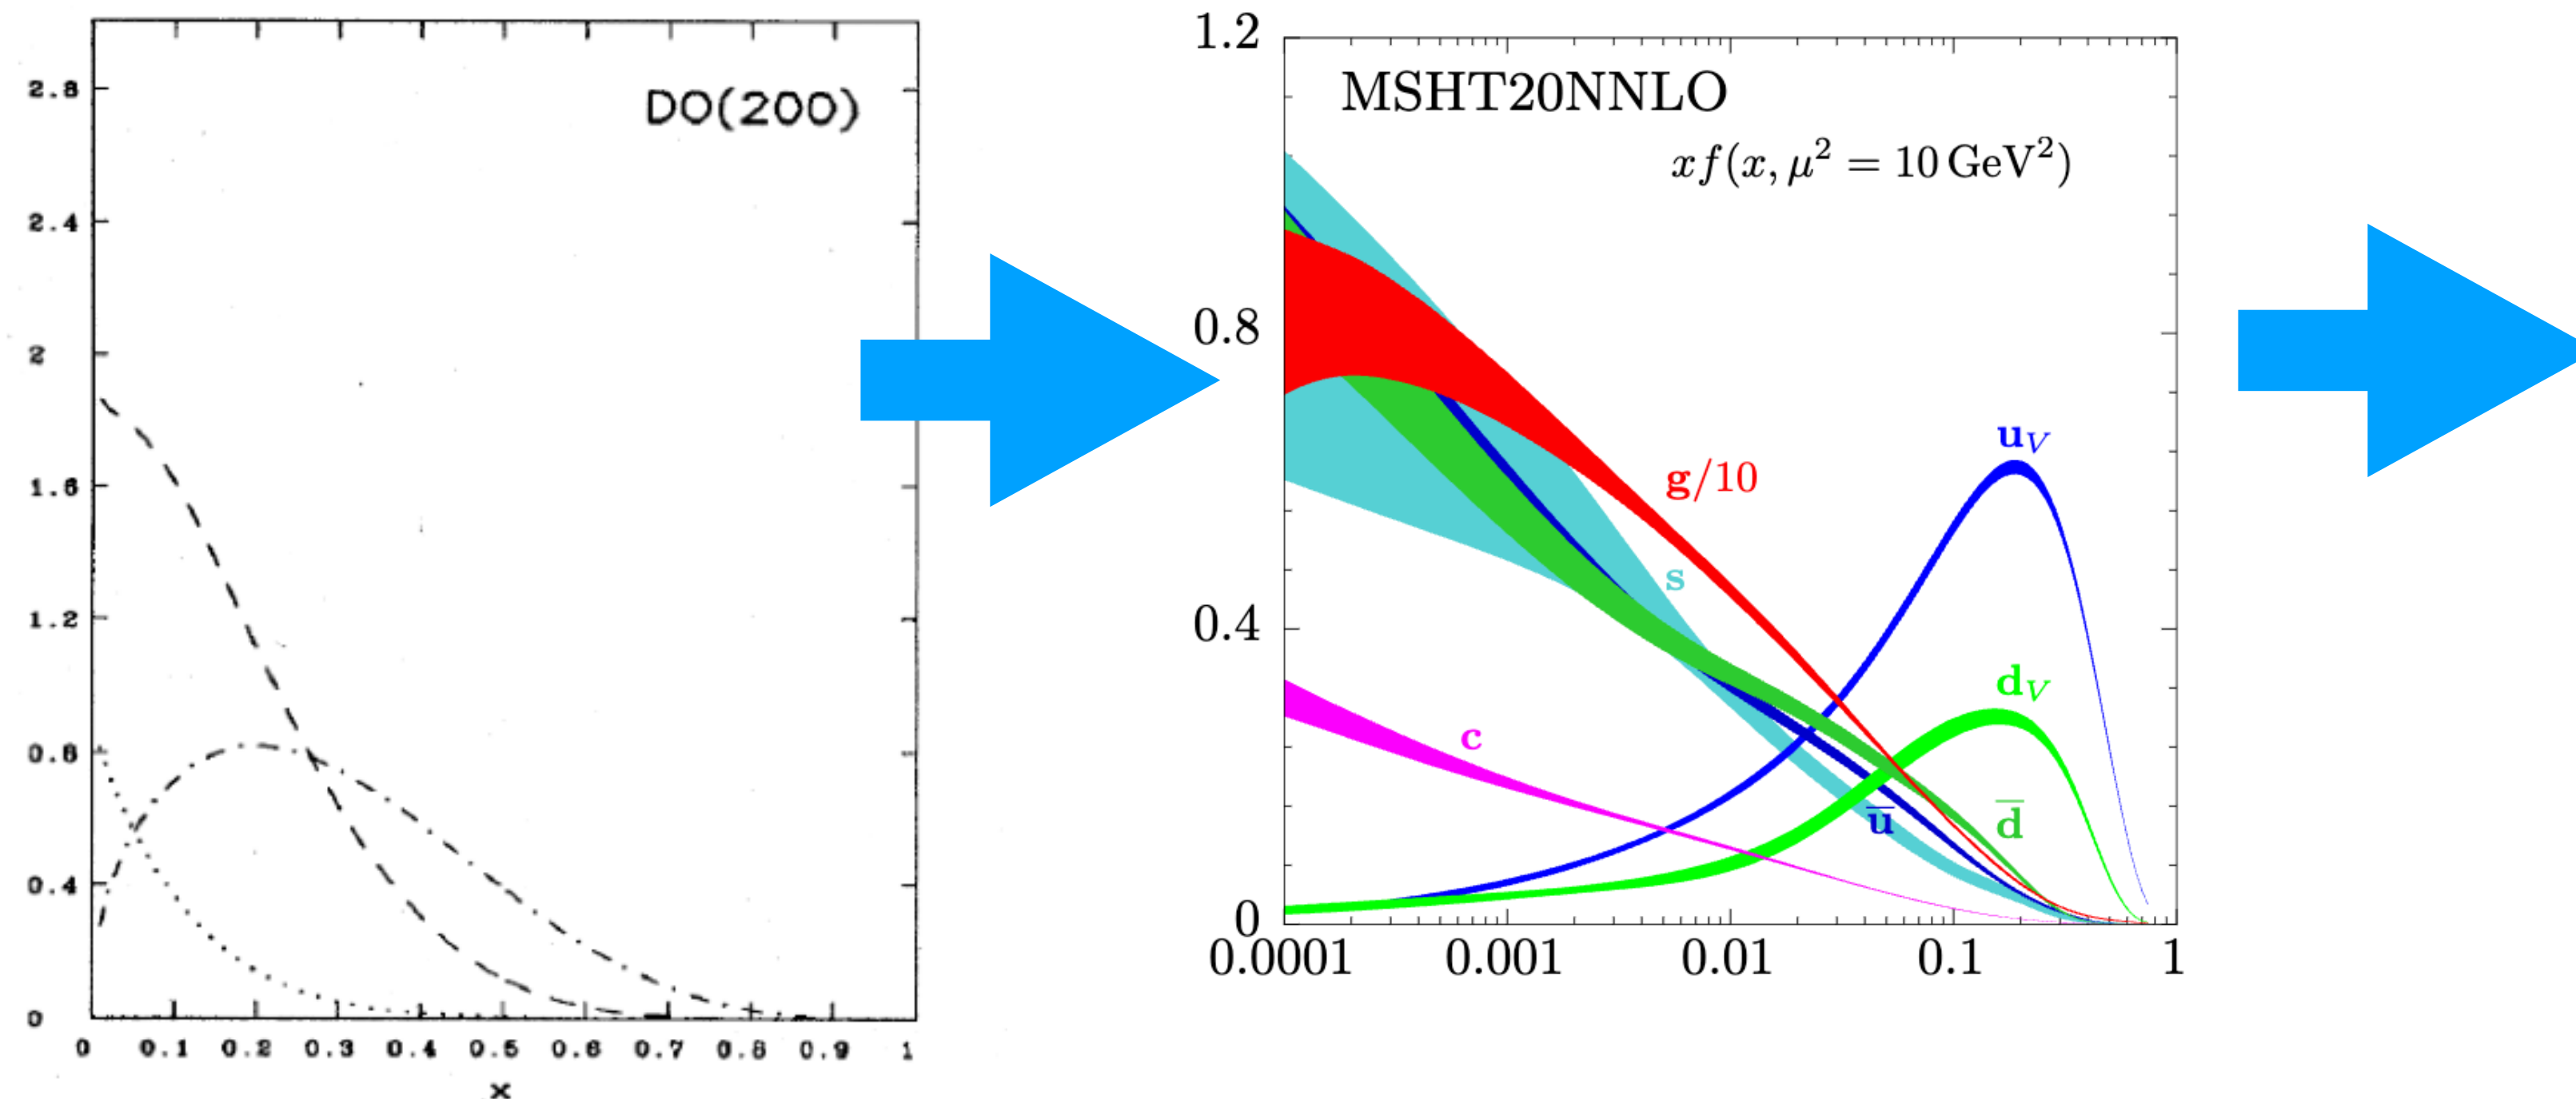 DO(200)
2.8
2.4
2
1.6
1.2
0.8
0.4
0
0 0.1 0.2 0.3 0.4 0.5 0.6 0.7 0.8 0.9 1
x
MSHT20NNLO
xf(x, μ² = 10 GeV²)
1.2
0.8
0.4
0
g/10
s
c
u_V
d_V
u̅
d̅
0.0001 0.001 0.01 0.1 1